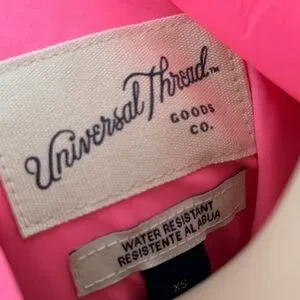 Universal Thread™
GOODS
CO.
WATER RESISTANT
RESISTENTE AL AGUA
XS